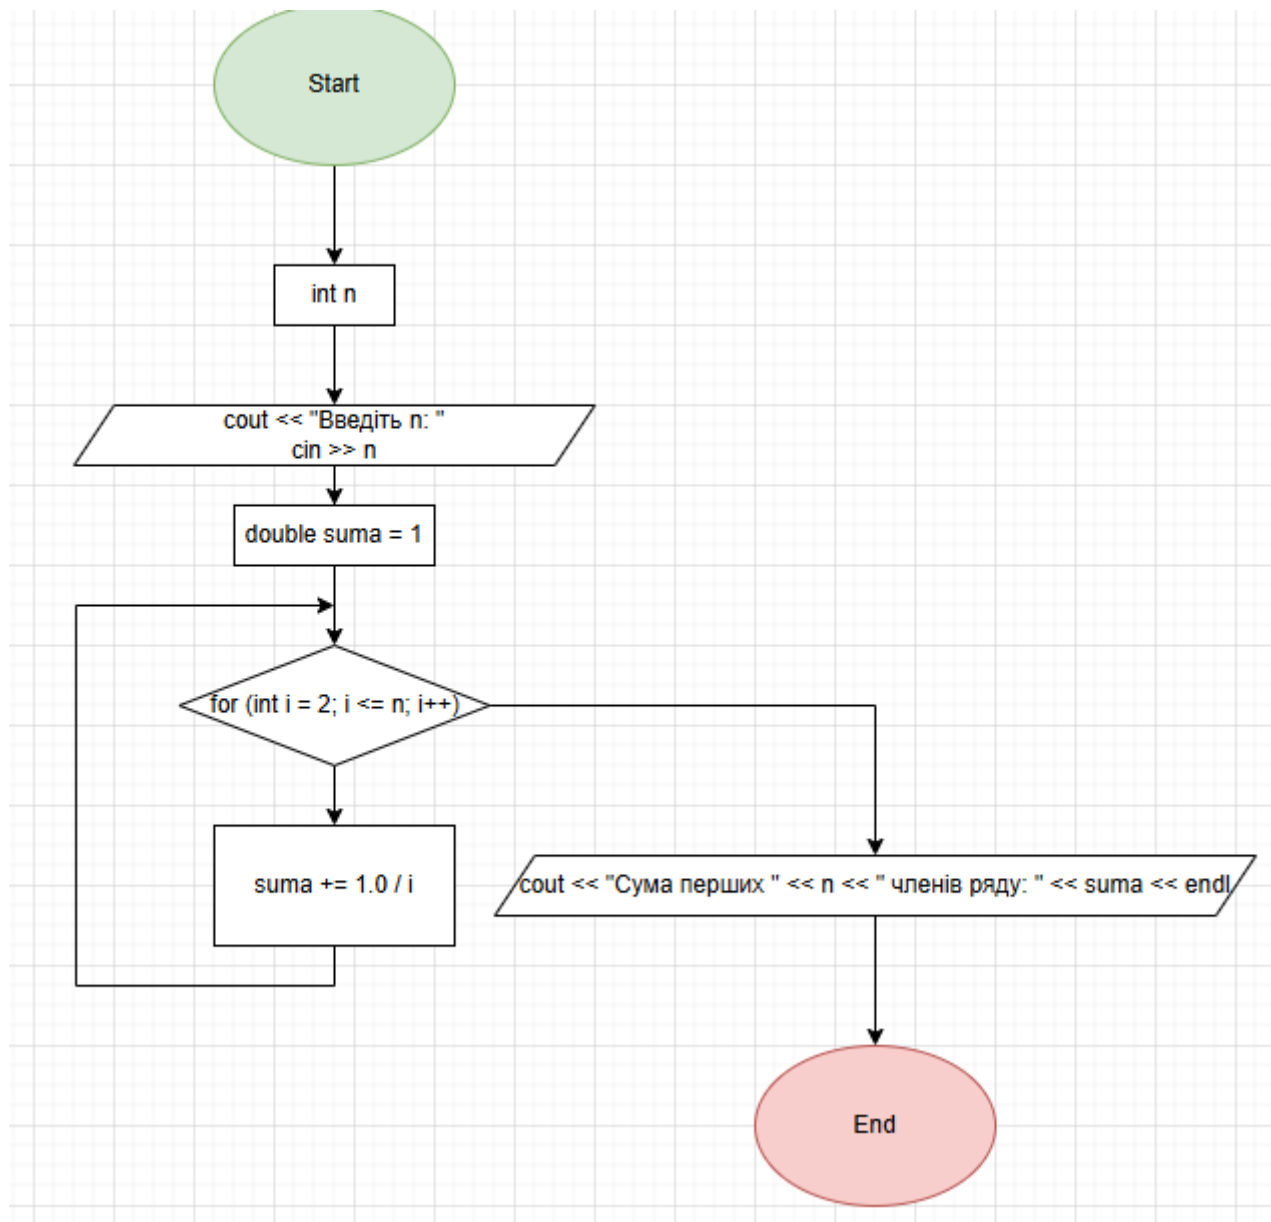 Start
int n
cout << "Введіть n: "
cin >> n
double suma = 1
for (int i = 2; i <= n; i++)
suma += 1.0 / i
cout << "Сума перших " << n << " членів ряду: " << suma << endl
End